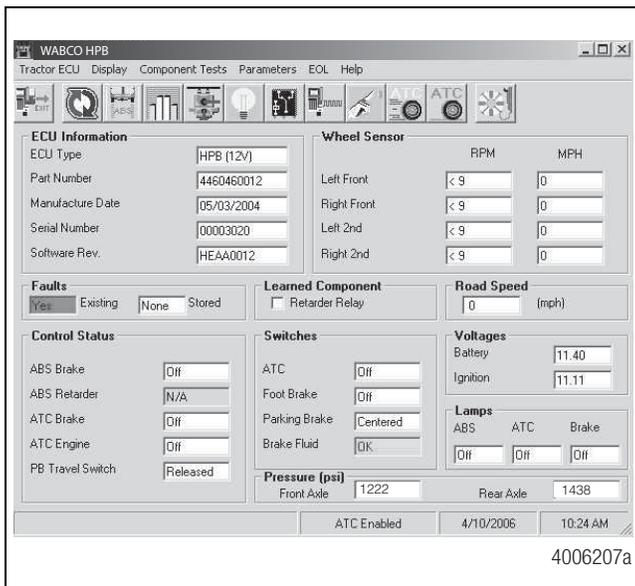 WABCO HPB
Tractor ECU Display Component Tests Parameters EOL Help
EXIT ABS ATC ATC
ECU Information
ECU Type HPB (12V)
Part Number 4460460012
Manufacture Date 05/03/2004
Serial Number 00003020
Software Rev. HEAA0012
Wheel Sensor
RPM MPH
Left Front < 9 0
Right Front < 9 0
Left 2nd < 9 0
Right 2nd < 9 0
Faults
Yes Existing None Stored
Learned Component
Retarder Relay
Road Speed
0 (mph)
Control Status
ABS Brake Off
ABS Retarder N/A
ATC Brake Off
ATC Engine Off
PB Travel Switch Released
Switches
ATC Off
Foot Brake Off
Parking Brake Centered
Brake Fluid OK
Voltages
Battery 11.40
Ignition 11.11
Lamps
ABS ATC Brake
Off Off Off
Pressure (psi)
Front Axle 1222 Rear Axle 1438
ATC Enabled 4/10/2006 10:24 AM
4006207a